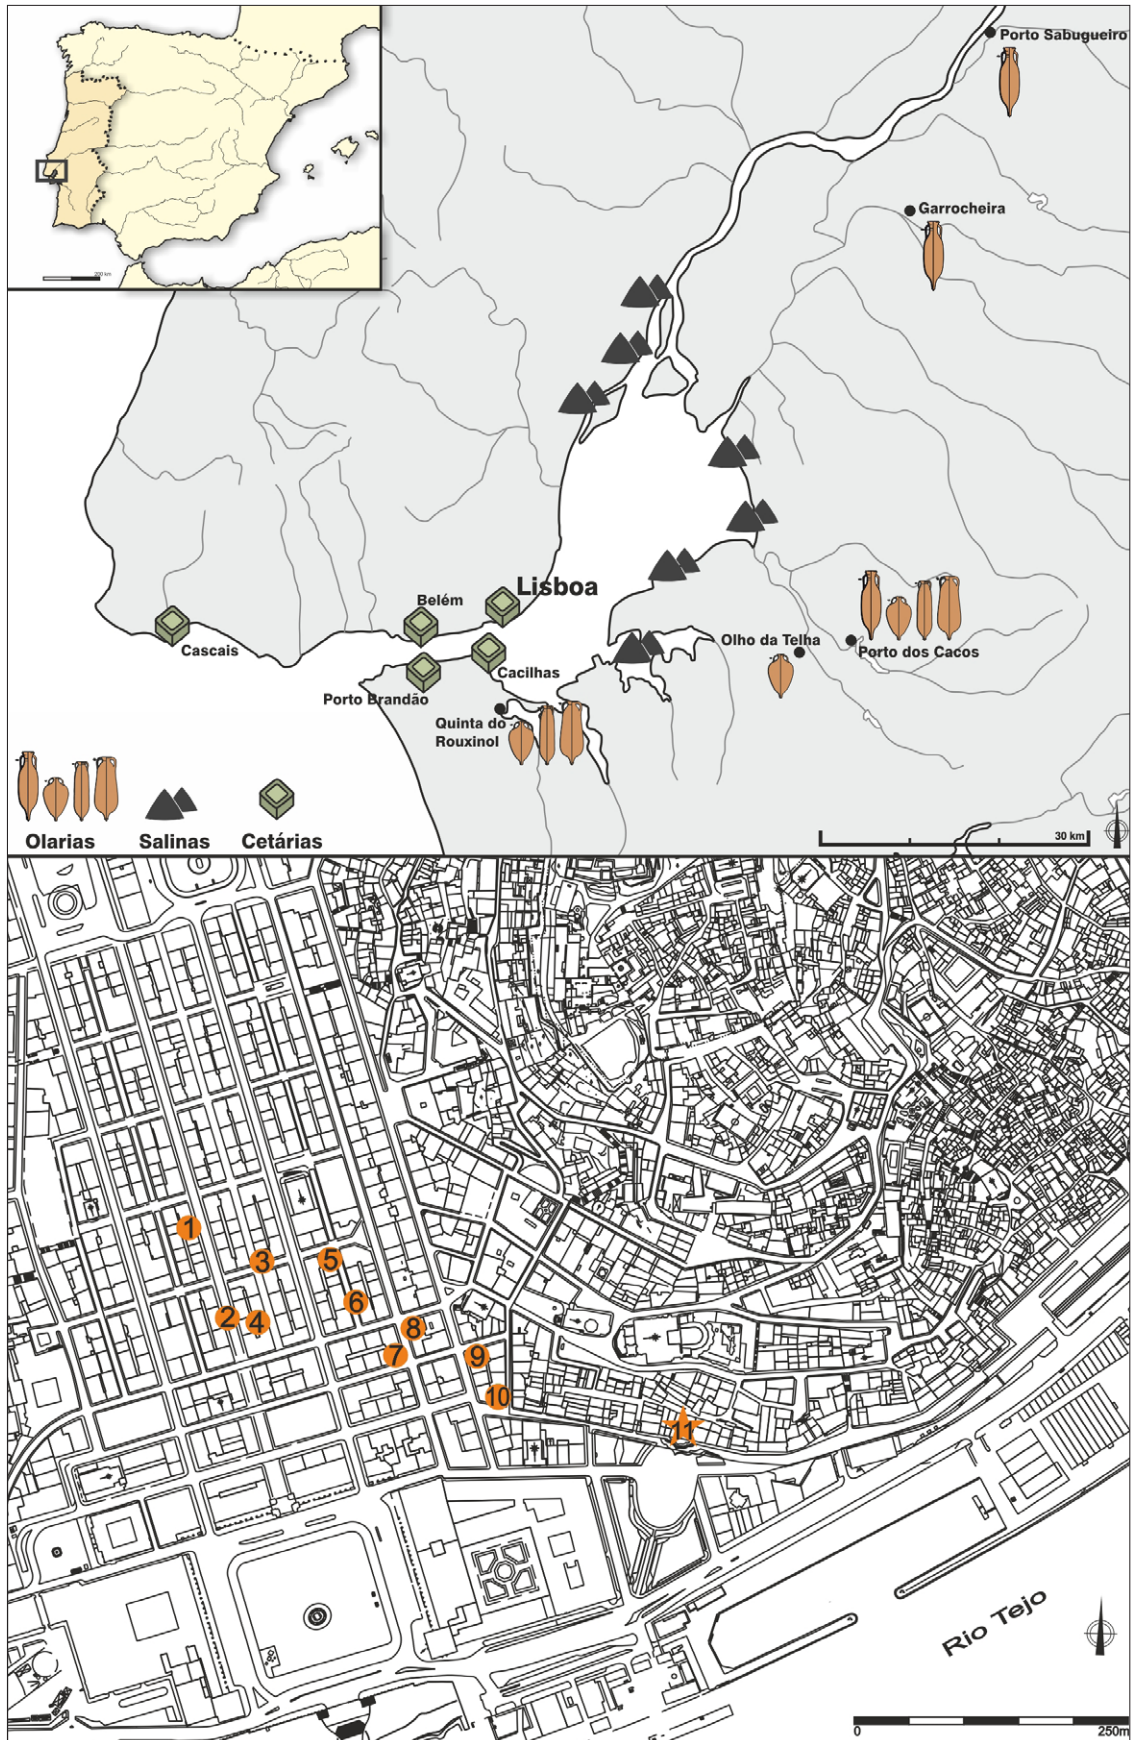 Porto Sabugueiro
Garrocheira
200 km
Lisboa
Belém
Cascais
Cacilhas
Porto Brandão
Olho da Telha
Porto dos Cacos
Quinta do
Rouxinol
Olarias
Salinas
Cetárias
30 km
1
3
5
2
4
6
8
7
9
10
11
Rio Tejo
0
250m